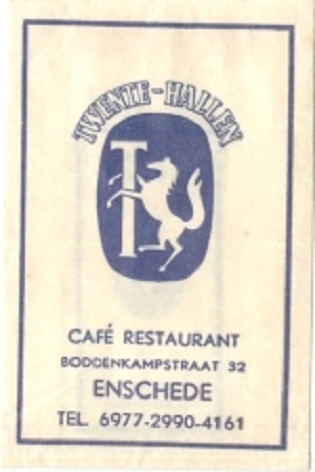 TWENTE-HALLEN
T
CAFÉ RESTAURANT
BODDENKAMPSTRAAT 32
ENSCHEDE
TEL. 6977-2990-4161